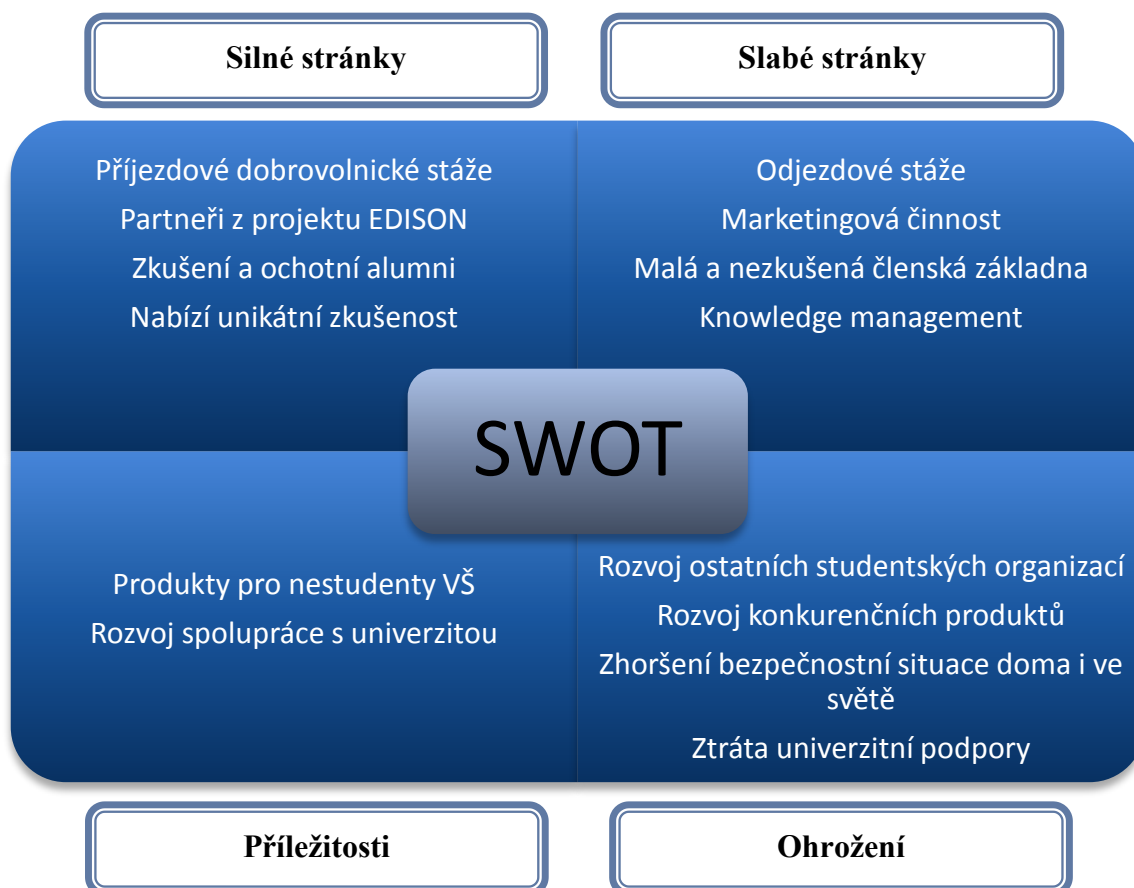 Silné stránky
Slabé stránky
Příjezdové dobrovolnické stáže
Partneři z projektu EDISON
Zkušení a ochotní alumni
Nabízí unikátní zkušenost
Odjezdové stáže
Marketingová činnost
Malá a nezkušená členská základna
Knowledge management
SWOT
Produkty pro nestudenty VŠ
Rozvoj spolupráce s univerzitou
Rozvoj ostatních studentských organizací
Rozvoj konkurenčních produktů
Zhoršení bezpečnostní situace doma i ve
světě
Ztráta univerzitní podpory
Příležitosti
Ohrožení